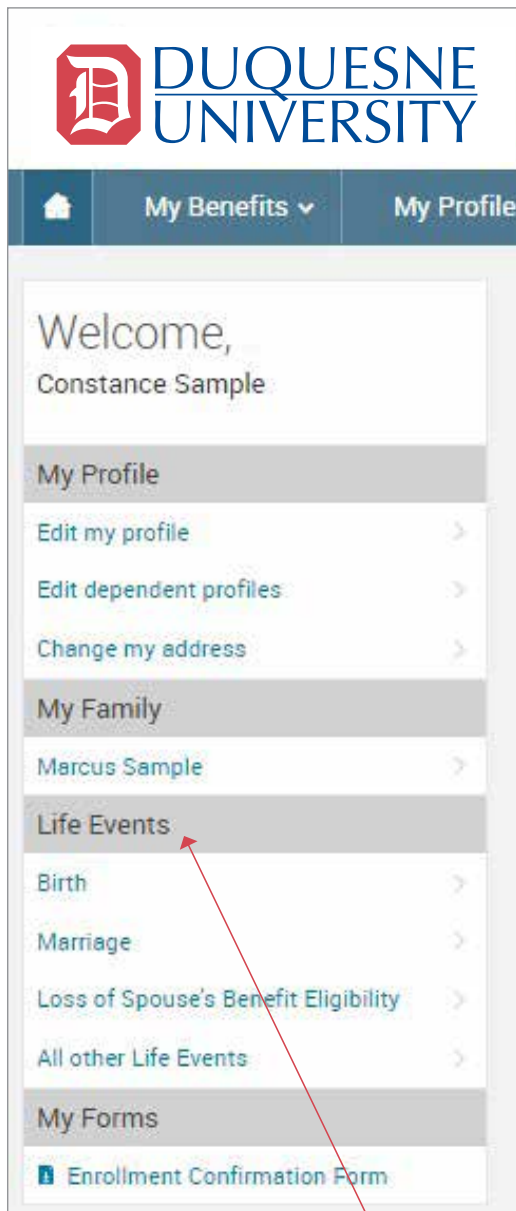 DUQUESNE
UNIVERSITY
My Benefits
My Profile
Welcome,
Constance Sample
My Profile
Edit my profile
Edit dependent profiles
Change my address
My Family
Marcus Sample
Life Events
Birth
Marriage
Loss of Spouse's Benefit Eligibility
All other Life Events
My Forms
Enrollment Confirmation Form